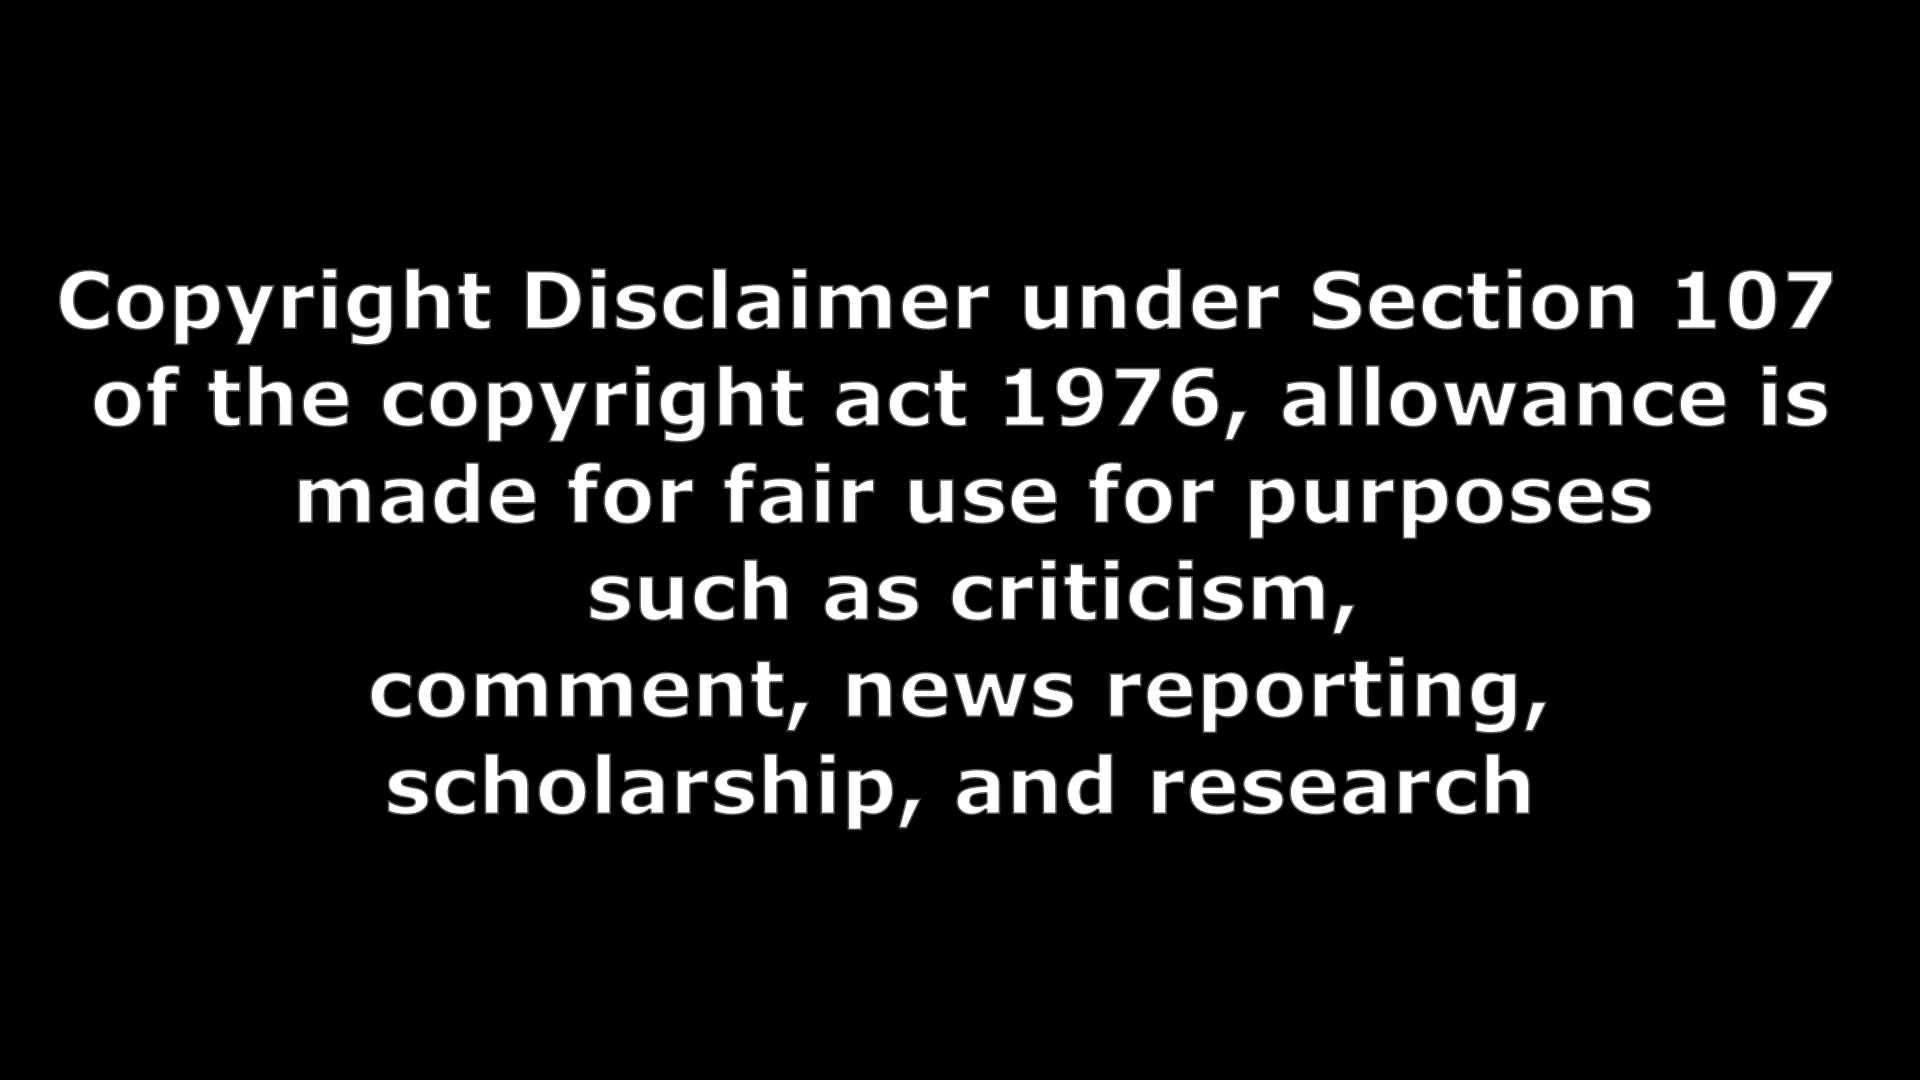 Copyright Disclaimer under Section 107
of the copyright act 1976, allowance is
made for fair use for purposes
such as criticism,
comment, news reporting,
scholarship, and research